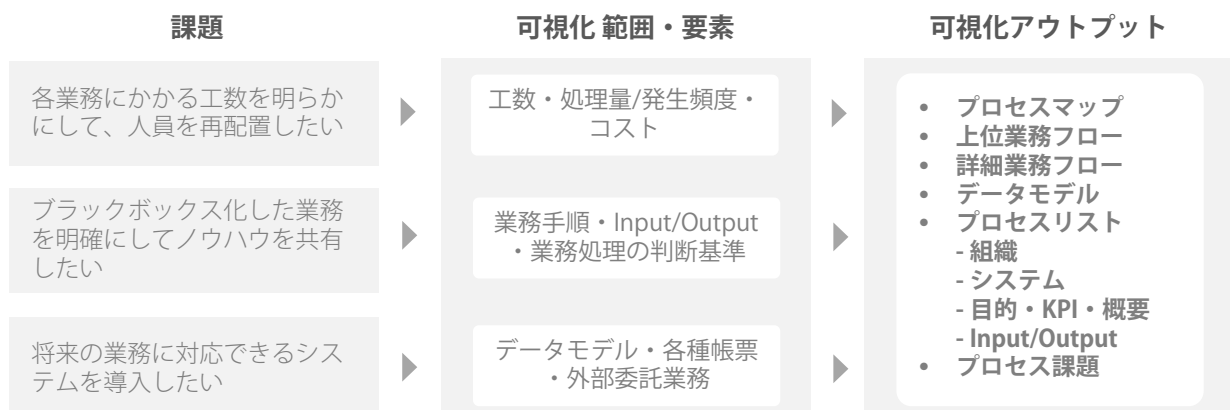 課題
可視化 範囲・要素
可視化アウトプット
各業務にかかる工数を明らか
にして、人員を再配置したい
工数・処理量/発生頻度・
コスト
ブラックボックス化した業務
を明確にしてノウハウを共有
したい
業務手順・Input/Output
・業務処理の判断基準
将来の業務に対応できるシス
テムを導入したい
データモデル・各種帳票
・外部委託業務
• プロセスマップ
• 上位業務フロー
• 詳細業務フロー
• データモデル
• プロセスリスト
- 組織
- システム
- 目的・KPI・概要
- Input/Output
• プロセス課題